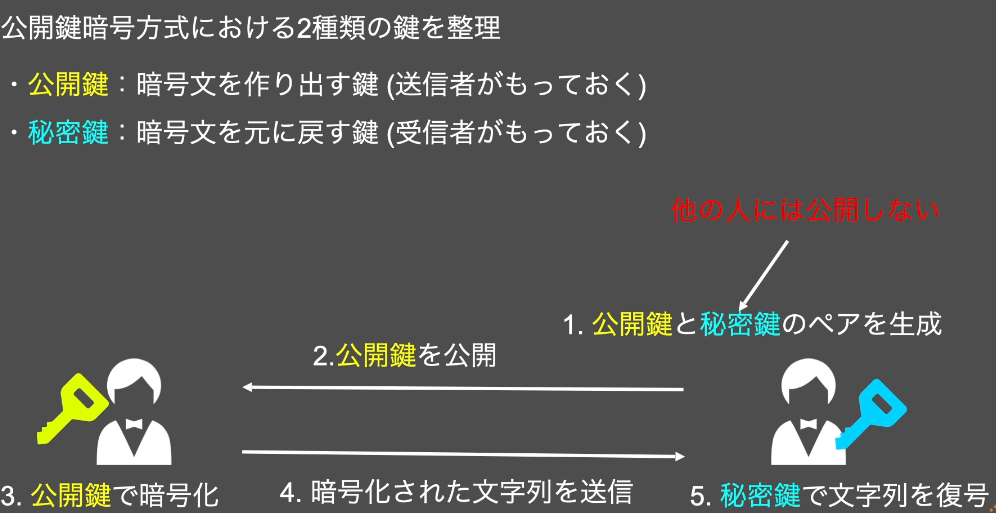 公開鍵暗号方式における2種類の鍵を整理
・公開鍵：暗号文を作り出す鍵 (送信者がもっておく)
・秘密鍵：暗号文を元に戻す鍵 (受信者がもっておく)
他の人には公開しない
1. 公開鍵と秘密鍵のペアを生成
2.公開鍵を公開
3. 公開鍵で暗号化
4. 暗号化された文字列を送信
5. 秘密鍵で文字列を復号